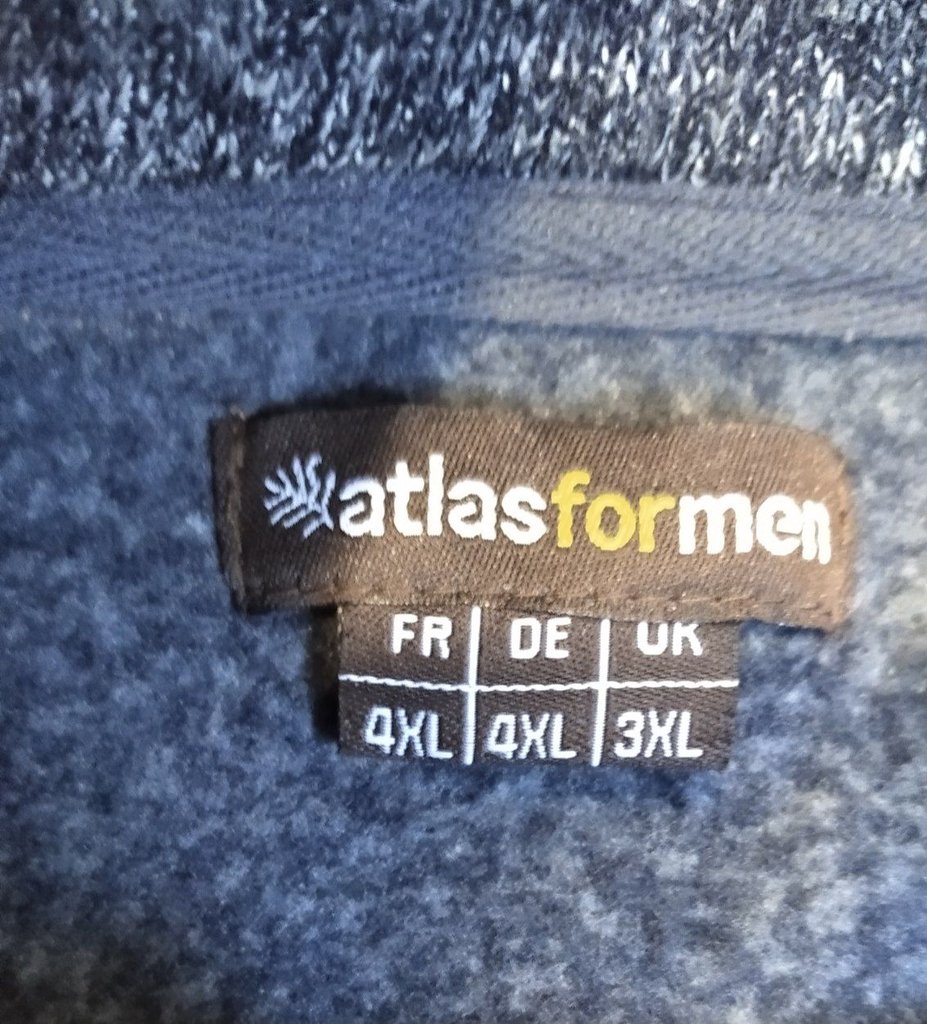 atlasformen
FR DE UK
4XL 4XL 3XL